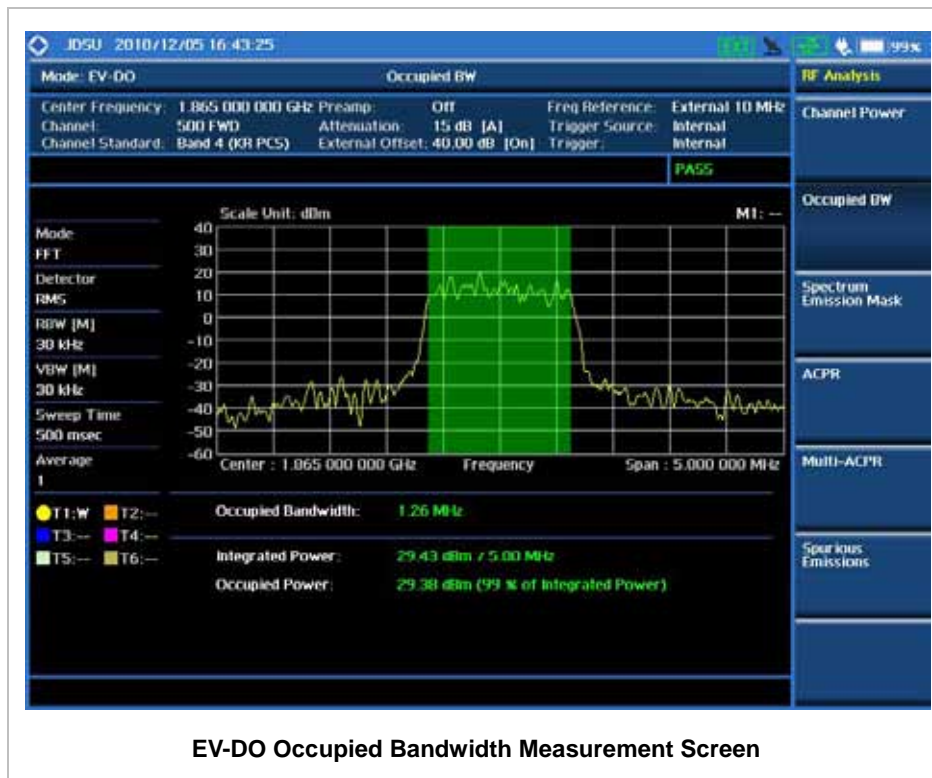 JDSU 2010/12/05 16:43:25 EXT 99%
Mode: EV-DO Occupied BW RF Analysis
Center Frequency: 1.865 000 000 GHz Preamp: Off Freq Reference: External 10 MHz
Channel: 500 FWD Attenuation: 15 dB [A] Trigger Source: Internal
Channel Standard: Band 4 (KR PCS) External Offset: 40.00 dB [On] Trigger: Internal
PASS
Channel Power
Occupied BW
Spectrum
Emission Mask
ACPR
Multi-ACPR
Spurious
Emissions
Scale Unit: dBm M1: --
Mode
FFT
Detector
RMS
RBW [M]
30 kHz
VBW [M]
30 kHz
Sweep Time
500 msec
Average
1
T1:W T2:--
T3:-- T4:--
T5:-- T6:--
40
30
20
10
0
-10
-20
-30
-40
-50
-60
Center : 1.865 000 000 GHz Frequency Span : 5.000 000 MHz
Occupied Bandwidth: 1.26 MHz
Integrated Power: 29.43 dBm / 5.00 MHz
Occupied Power: 29.38 dBm (99 % of Integrated Power)
EV-DO Occupied Bandwidth Measurement Screen